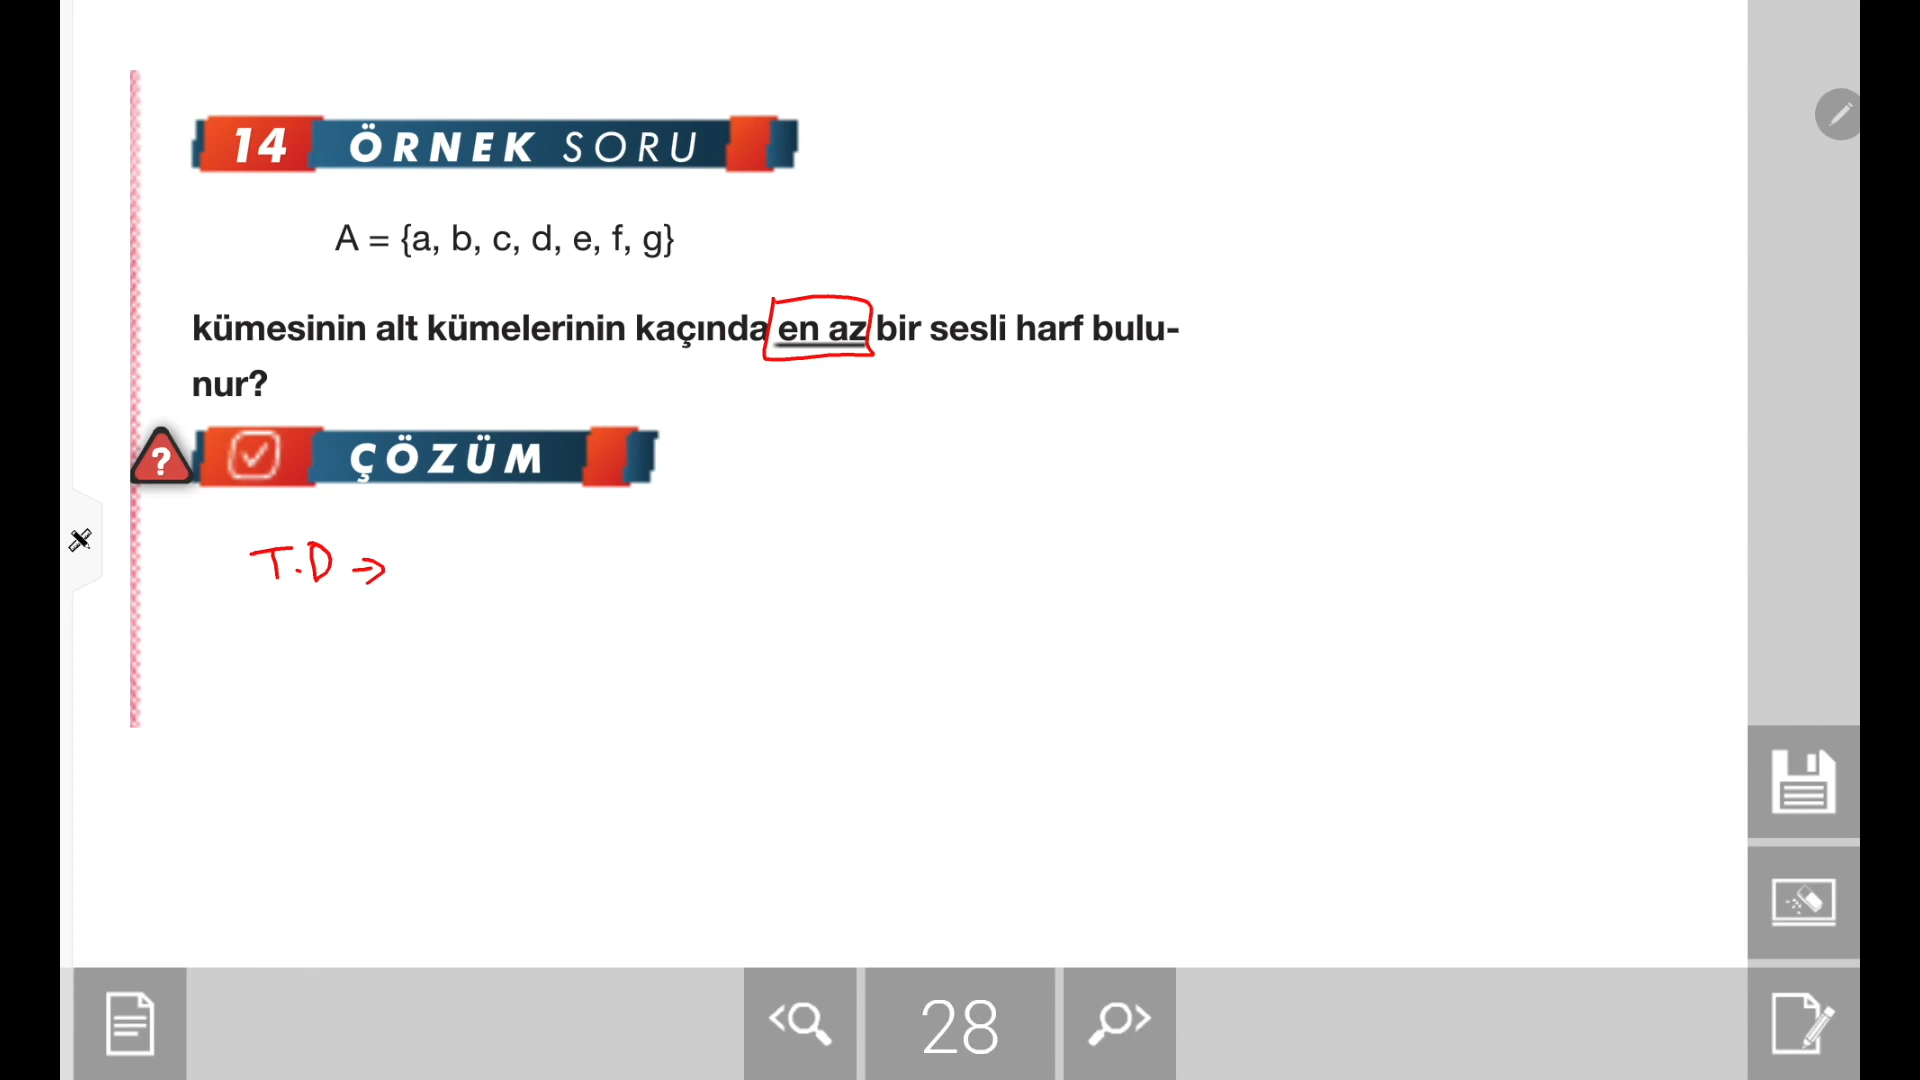 14 ÖRNEK SORU
A = {a, b, c, d, e, f, g}
kümesinin alt kümelerinin kaçında en az bir sesli harf bulu-
nur?
? ÇÖZÜM
T.D →
28